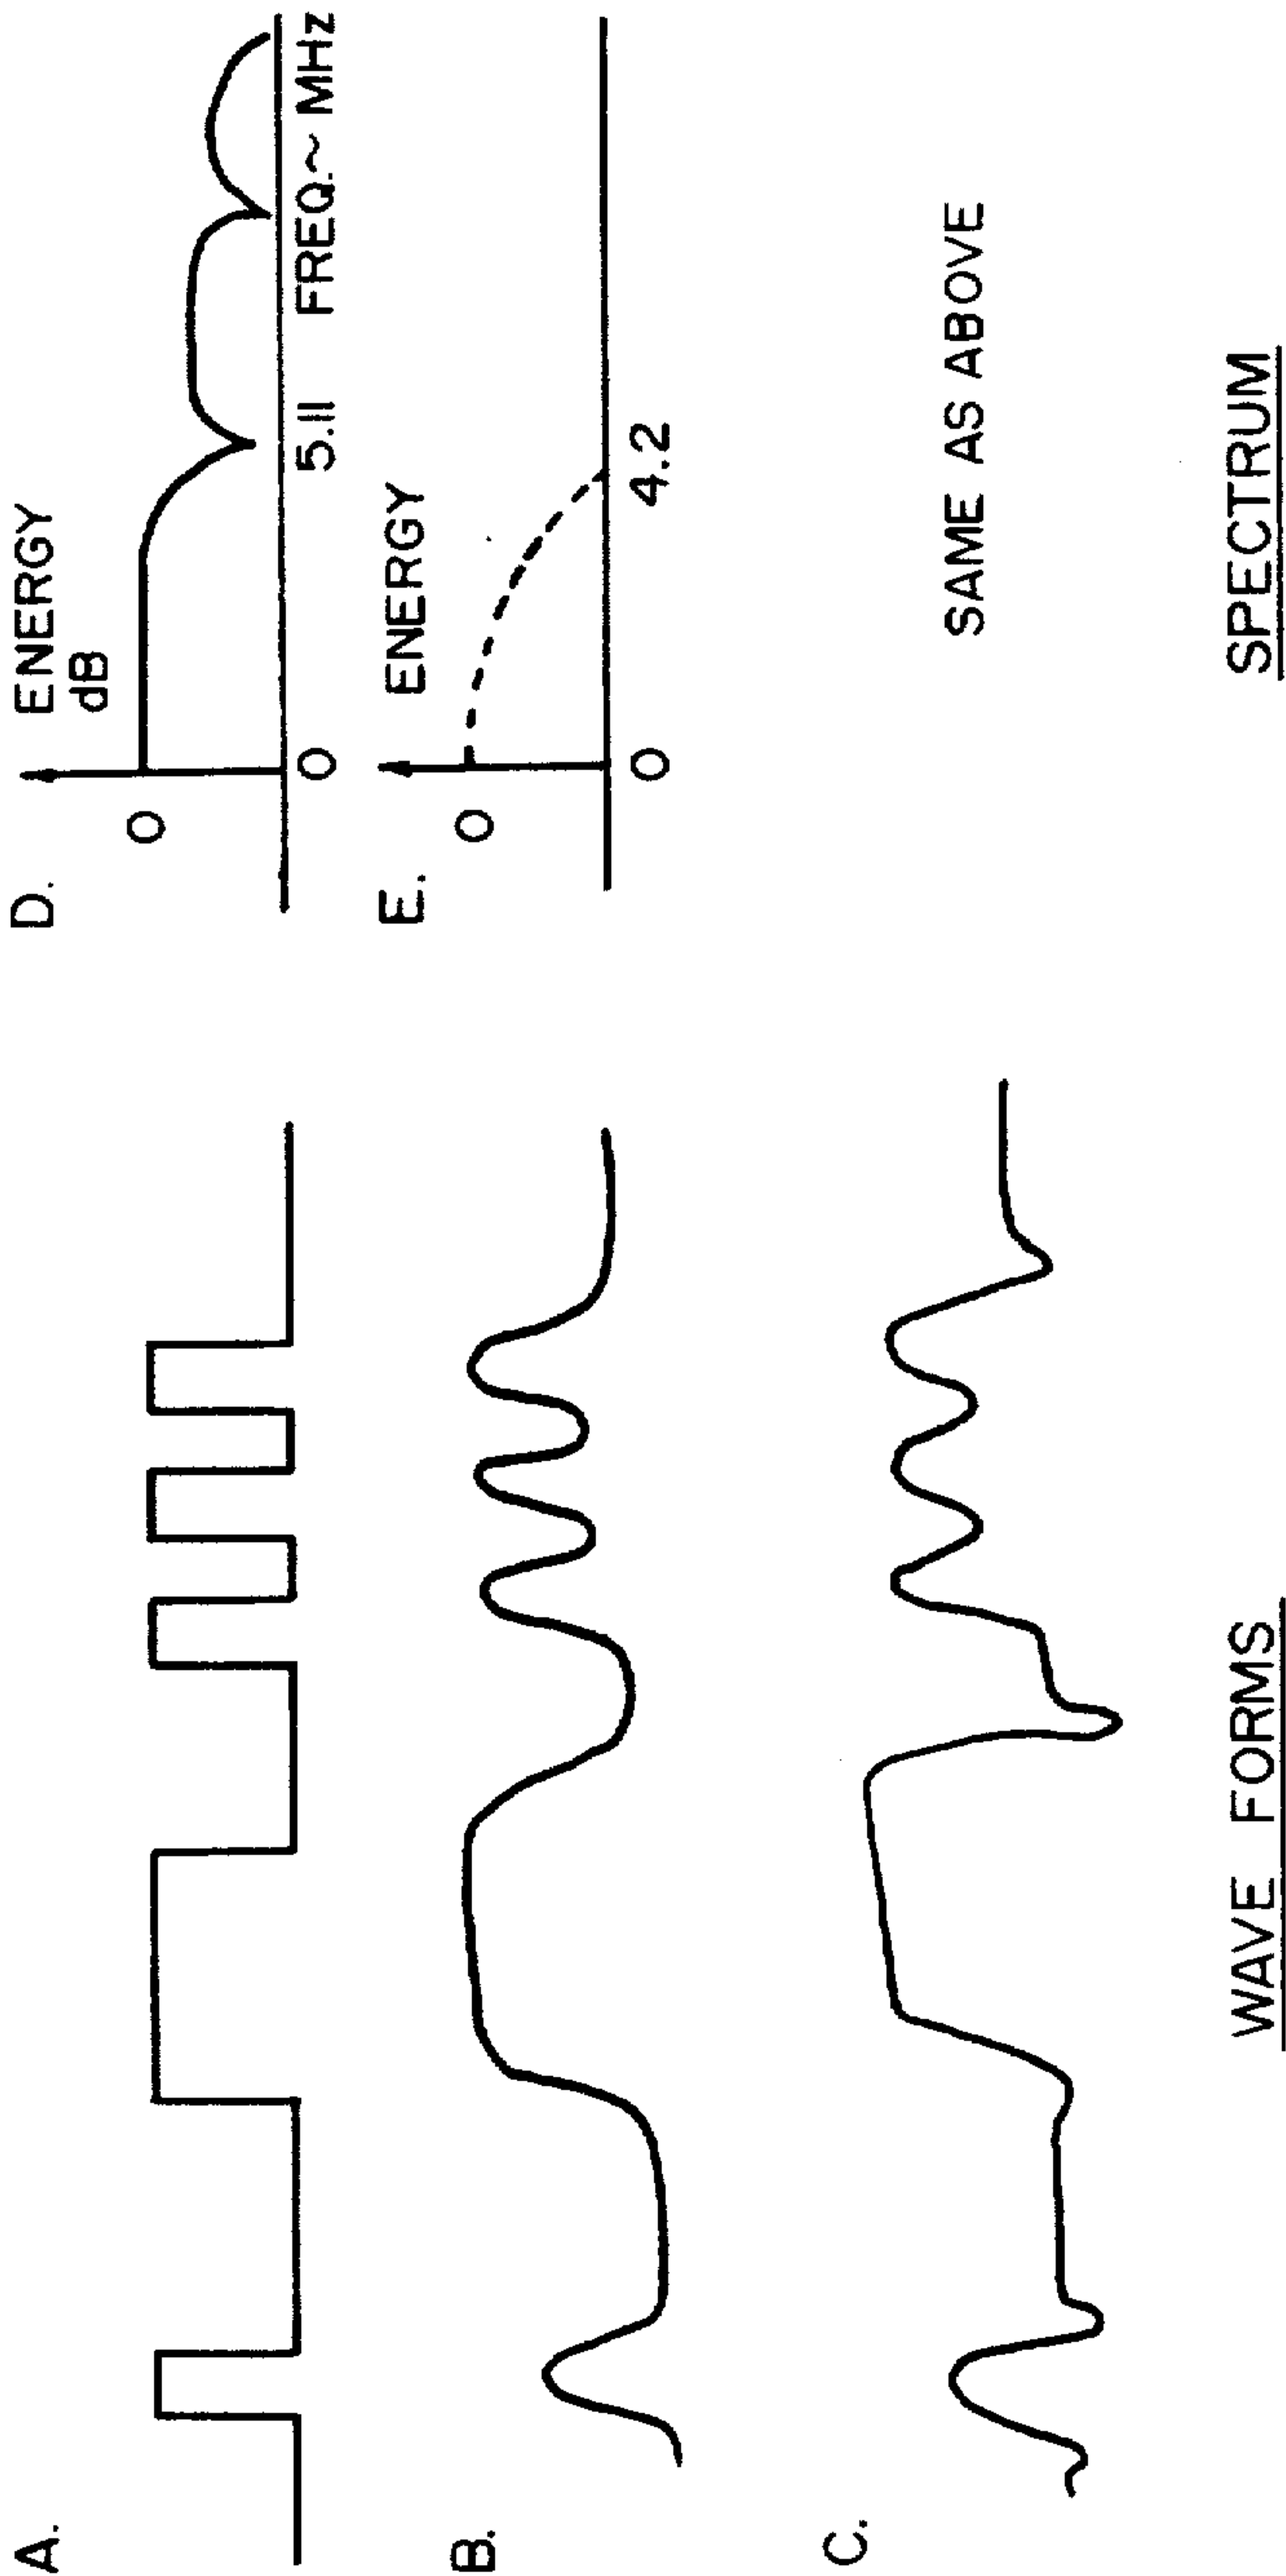 A.
B.
C.
WAVE FORMS
D.
ENERGY
dB
0
0
5.11
FREQ.~ MHz
E.
ENERGY
0
0
4.2
SAME AS ABOVE
SPECTRUM